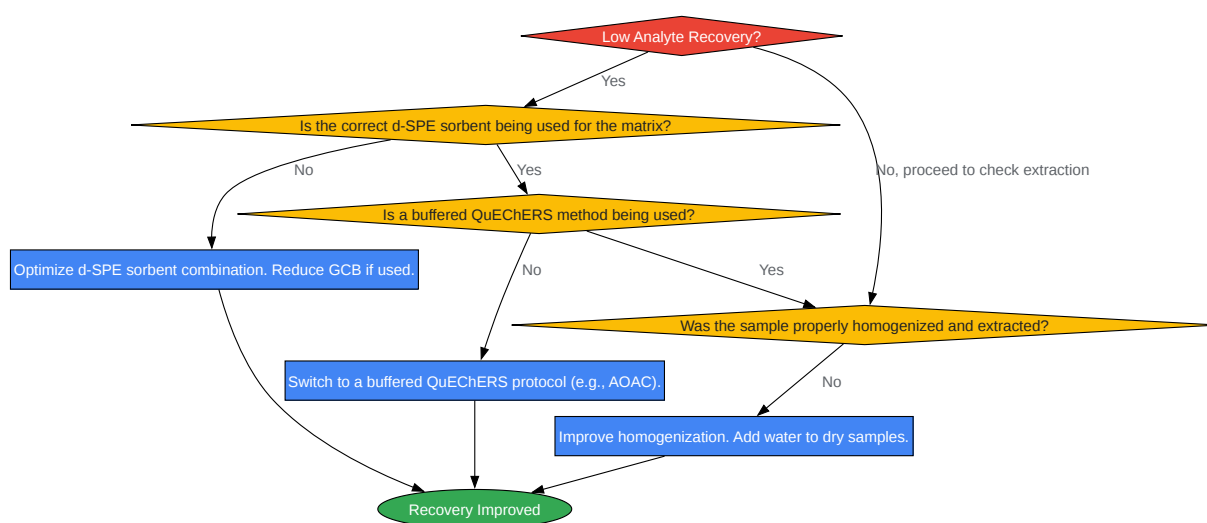 Low Analyte Recovery?
Yes
Is the correct d-SPE sorbent being used for the matrix?
No
Yes
No, proceed to check extraction
Is a buffered QuEChERS method being used?
Optimize d-SPE sorbent combination. Reduce GCB if used.
No
Yes
Was the sample properly homogenized and extracted?
Switch to a buffered QuEChERS protocol (e.g., AOAC).
No
Improve homogenization. Add water to dry samples.
Recovery Improved